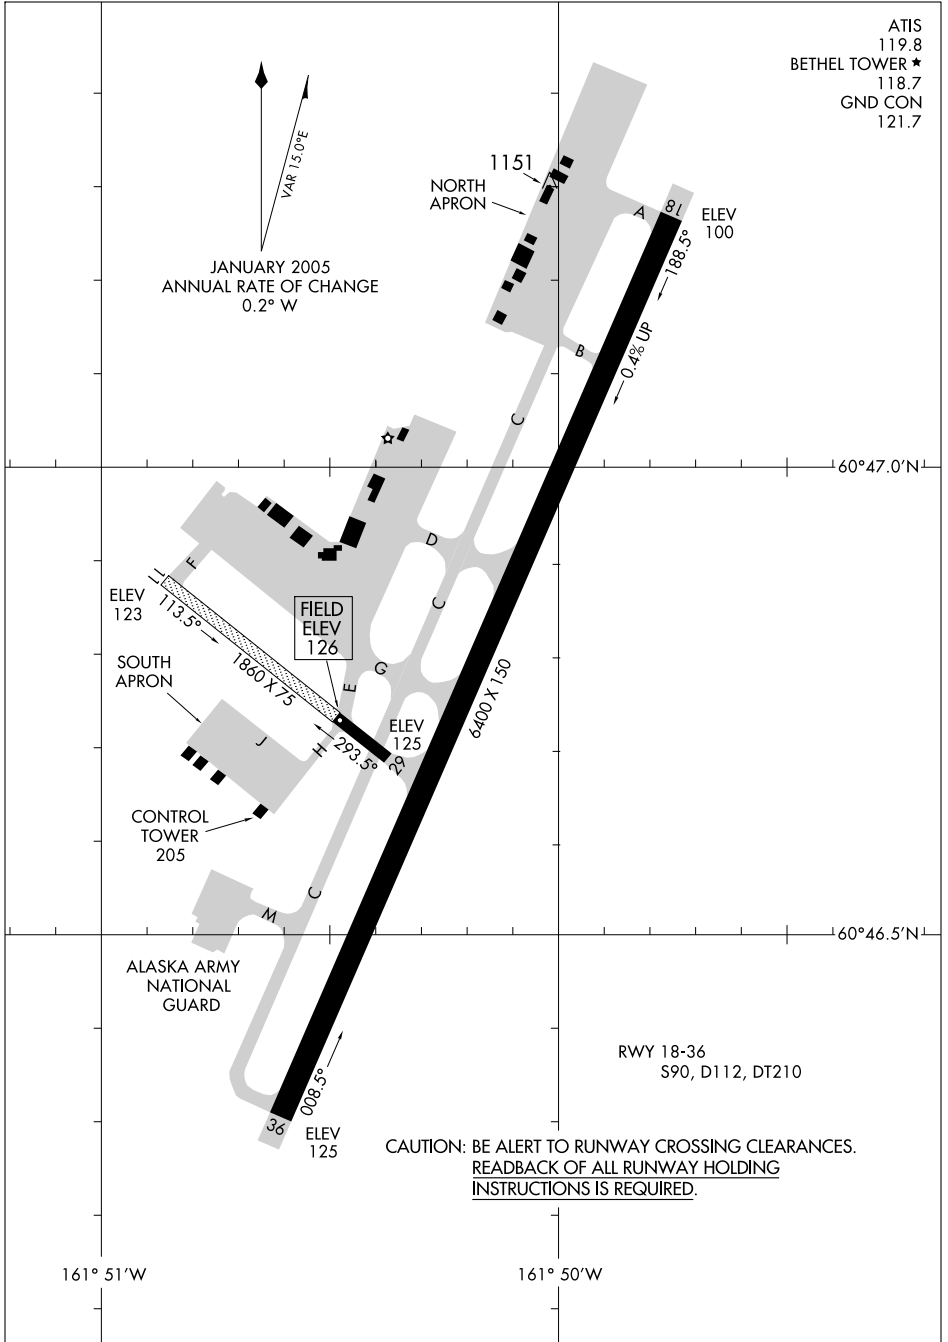 ATIS
119.8
BETHEL TOWER ★
118.7
GND CON
121.7
VAR 15.0°E
JANUARY 2005
ANNUAL RATE OF CHANGE
0.2° W
1151
NORTH
APRON
A
18
ELEV
100
188.5°
0.4% UP
B
C
60°47.0'N
D
F
C
11
ELEV
123
113.5°
FIELD
ELEV
126
1860 X 75
SOUTH
APRON
E
G
6400 X 150
J
H
293.5°
ELEV
125
29
CONTROL
TOWER
205
C
M
60°46.5'N
ALASKA ARMY
NATIONAL
GUARD
RWY 18-36
S90, D112, DT210
008.5°
36
ELEV
125
CAUTION: BE ALERT TO RUNWAY CROSSING CLEARANCES.
READBACK OF ALL RUNWAY HOLDING
INSTRUCTIONS IS REQUIRED.
161° 51'W
161° 50'W